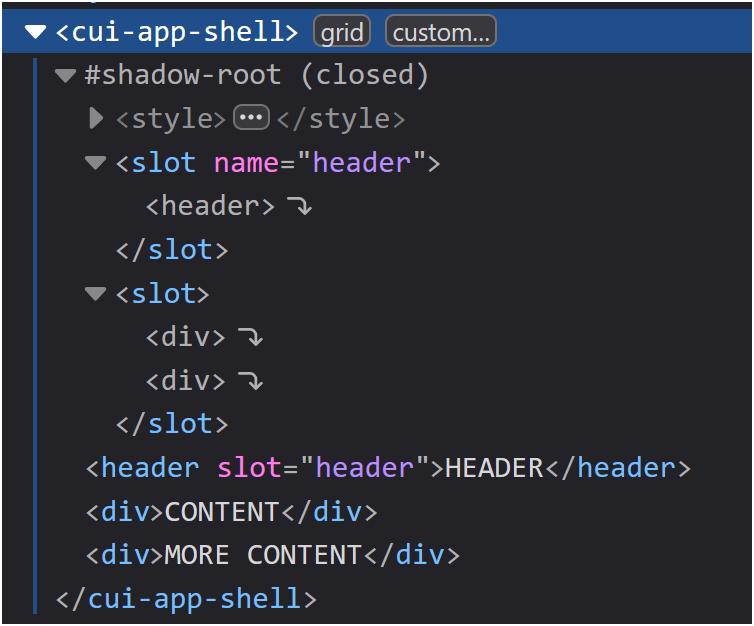 <cui-app-shell> grid custom...
#shadow-root (closed)
<style>···</style>
<slot name="header">
<header>
</slot>
<slot>
<div>
<div>
</slot>
<header slot="header">HEADER</header>
<div>CONTENT</div>
<div>MORE CONTENT</div>
</cui-app-shell>